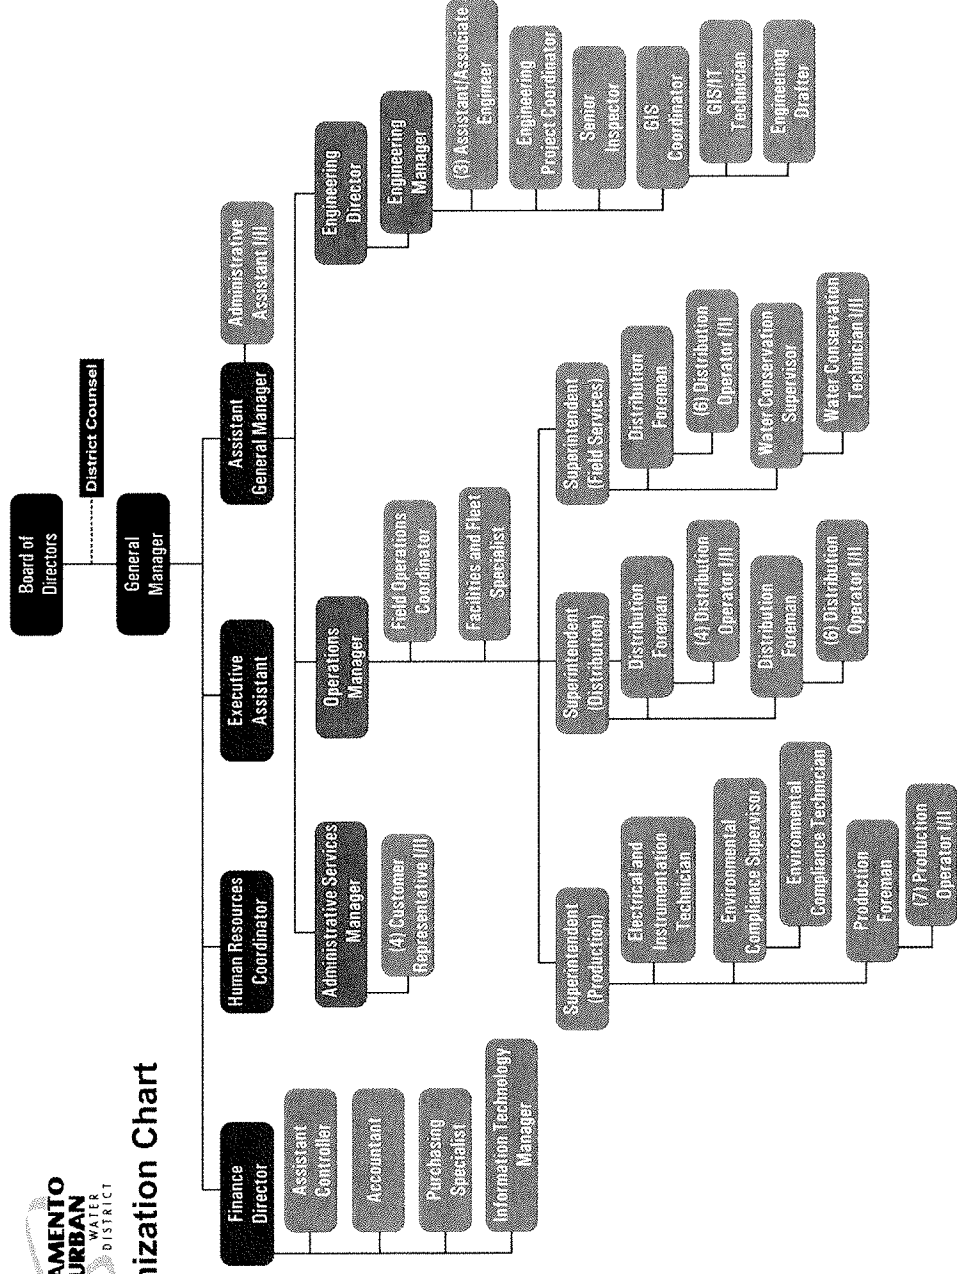 AMENTO
URBAN
WATER
DISTRICT
nization Chart
Board of
Directors
District Counsel
General
Manager
Finance
Director
Human Resources
Coordinator
Executive
Assistant
Assistant
General Manager
Administrative
Assistant I/II
Assistant
Controller
Accountant
Purchasing
Specialist
Information Technology
Manager
Administrative Services
Manager
(4) Customer
Representative I/II
Operations
Manager
Field Operations
Coordinator
Facilities and Fleet
Specialist
Engineering
Director
Engineering
Manager
(3) Assistant/Associate
Engineer
Engineering
Project Coordinator
Senior
Inspector
GIS
Coordinator
GIS/IT
Technician
Engineering
Drafter
Superintendent
(Production)
Electrical and
Instrumentation
Technician
Environmental
Compliance Supervisor
Environmental
Compliance Technician
Production
Foreman
(7) Production
Operator I/II
Superintendent
(Distribution)
Distribution
Foreman
(4) Distribution
Operator I/II
Distribution
Foreman
(6) Distribution
Operator I/II
Superintendent
(Field Services)
Distribution
Foreman
(6) Distribution
Operator I/II
Water Conservation
Supervisor
Water Conservation
Technician I/II